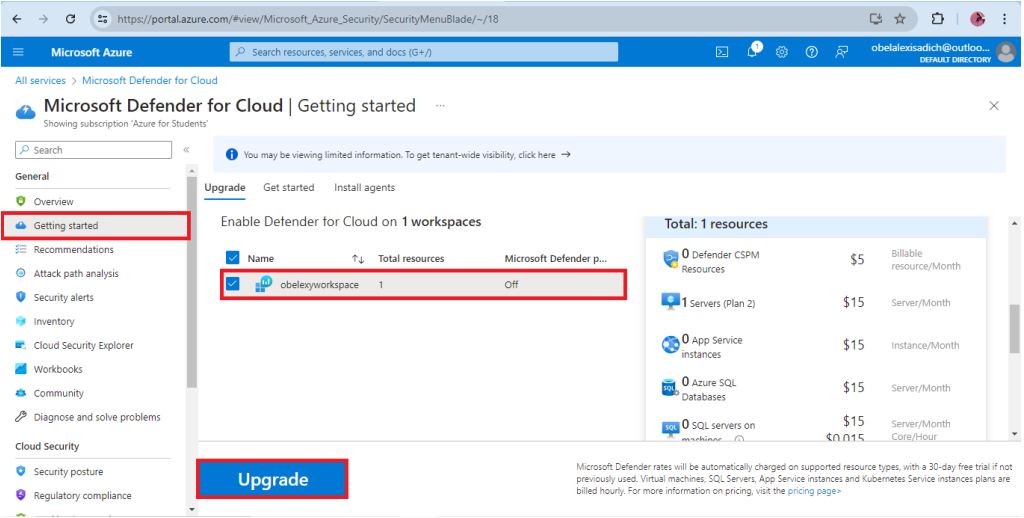 https://portal.azure.com/#view/Microsoft_Azure_Security/SecurityMenuBlade/~/18
Microsoft Azure
Search resources, services, and docs (G+/)
1
obelalexisadich@outloo...
DEFAULT DIRECTORY
All services > Microsoft Defender for Cloud
Microsoft Defender for Cloud | Getting started ...
Showing subscription 'Azure for Students'
Search
«
General
Overview
Getting started
Recommendations
Attack path analysis
Security alerts
Inventory
Cloud Security Explorer
Workbooks
Community
Diagnose and solve problems
Cloud Security
Security posture
Regulatory compliance
You may be viewing limited information. To get tenant-wide visibility, click here →
Upgrade Get started Install agents
Enable Defender for Cloud on 1 workspaces
Name ↑↓ Total resources Microsoft Defender p...
obelexyworkspace 1 Off
Total: 1 resources
0 Defender CSPM Resources $5 Billable resource/Month
1 Servers (Plan 2) $15 Server/Month
0 App Service instances $15 Instance/Month
0 Azure SQL Databases $15 Server/Month
0 SQL servers on machines $15 Server/Month
$0.015 Core/Hour
Upgrade
Microsoft Defender rates will be automatically charged on supported resource types, with a 30-day free trial if not
previously used. Virtual machines, SQL Servers, App Service instances and Kubernetes Service instances plans are
billed hourly. For more information on pricing, visit the pricing page>